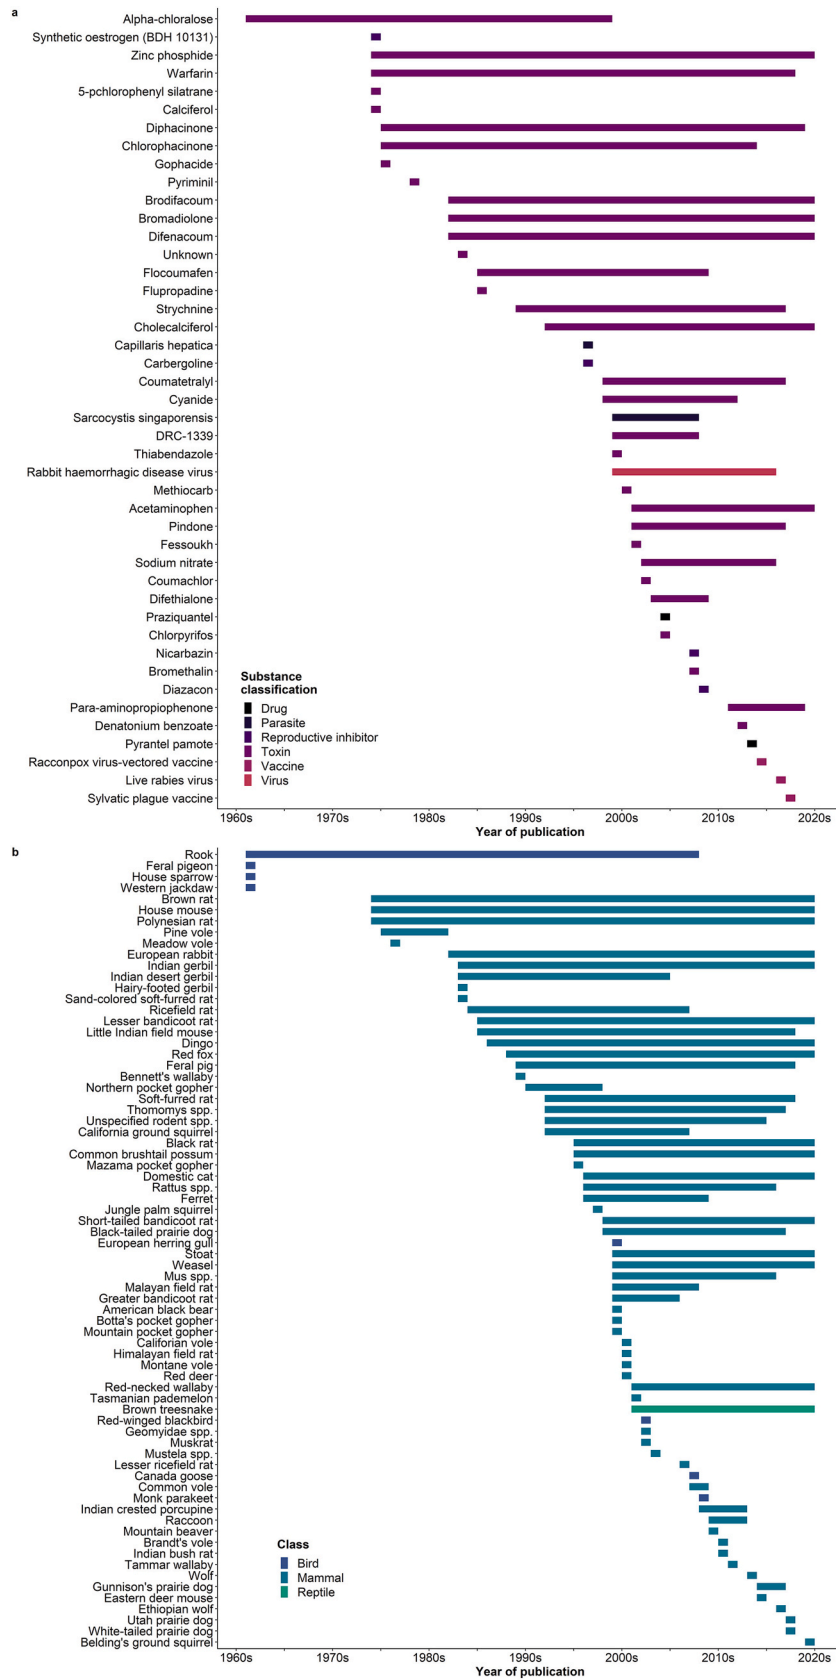 a
Alpha-chloralose
Synthetic oestrogen (BDH 10131)
Zinc phosphide
Warfarin
5-pchlorophenyl silatrane
Calciferol
Diphacinone
Chlorophacinone
Gophacide
Pyriminil
Brodifacoum
Bromadiolone
Difenacoum
Unknown
Flocoumafen
Flupropadine
Strychnine
Cholecalciferol
Capillaris hepatica
Carbergoline
Coumatetralyl
Cyanide
Sarcocystis singaporensis
DRC-1339
Thiabendazole
Rabbit haemorrhagic disease virus
Methiocarb
Acetaminophen
Pindone
Fessoukh
Sodium nitrate
Coumachlor
Difethialone
Praziquantel
Chlorpyrifos
Nicarbazin
Bromethalin
Diazacon
Para-aminopropiophenone
Denatonium benzoate
Pyrantel pamote
Racconpox virus-vectored vaccine
Live rabies virus
Sylvatic plague vaccine
Substance
classification
Drug
Parasite
Reproductive inhibitor
Toxin
Vaccine
Virus
1960s 1970s 1980s 1990s 2000s 2010s 2020s
Year of publication
b
Rook
Feral pigeon
House sparrow
Western jackdaw
Brown rat
House mouse
Polynesian rat
Pine vole
Meadow vole
European rabbit
Indian gerbil
Indian desert gerbil
Hairy-footed gerbil
Sand-colored soft-furred rat
Ricefield rat
Lesser bandicoot rat
Little Indian field mouse
Dingo
Red fox
Feral pig
Bennett's wallaby
Northern pocket gopher
Soft-furred rat
Thomomys spp.
Unspecified rodent spp.
California ground squirrel
Black rat
Common brushtail possum
Mazama pocket gopher
Domestic cat
Rattus spp.
Ferret
Jungle palm squirrel
Short-tailed bandicoot rat
Black-tailed prairie dog
European herring gull
Stoat
Weasel
Mus spp.
Malayan field rat
Greater bandicoot rat
American black bear
Botta's pocket gopher
Mountain pocket gopher
Califorian vole
Himalayan field rat
Montane vole
Red deer
Red-necked wallaby
Tasmanian pademelon
Brown treesnake
Red-winged blackbird
Geomyidae spp.
Muskrat
Mustela spp.
Lesser ricefield rat
Canada goose
Common vole
Monk parakeet
Indian crested porcupine
Raccoon
Mountain beaver
Brandt's vole
Indian bush rat
Tammar wallaby
Wolf
Gunnison's prairie dog
Eastern deer mouse
Ethiopian wolf
Utah prairie dog
White-tailed prairie dog
Belding's ground squirrel
Class
Bird
Mammal
Reptile
1960s 1970s 1980s 1990s 2000s 2010s 2020s
Year of publication